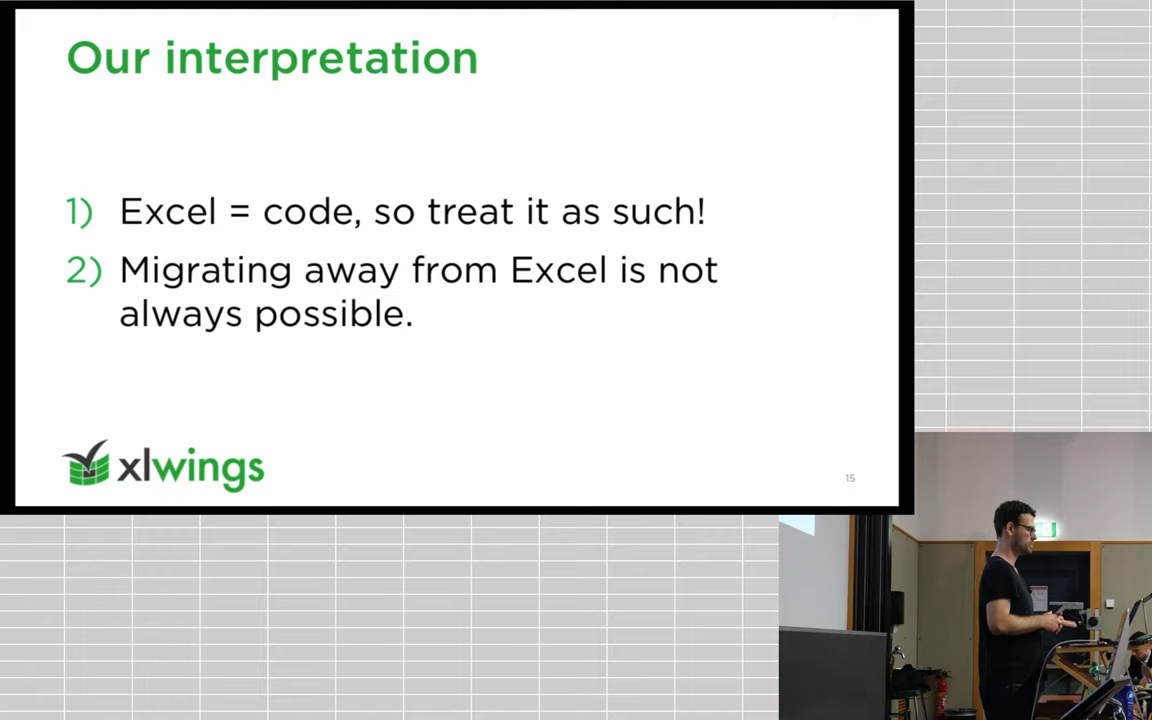 Our interpretation
1) Excel = code, so treat it as such!
2) Migrating away from Excel is not
always possible.
xlwings
15